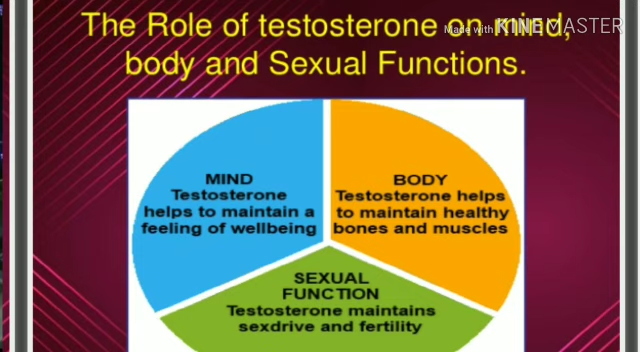 The Role of testosterone on mind,
Made with KINEMASTER
body and Sexual Functions.
MIND
Testosterone
helps to maintain a
feeling of wellbeing
BODY
Testosterone helps
to maintain healthy
bones and muscles
SEXUAL
FUNCTION
Testosterone maintains
sexdrive and fertility